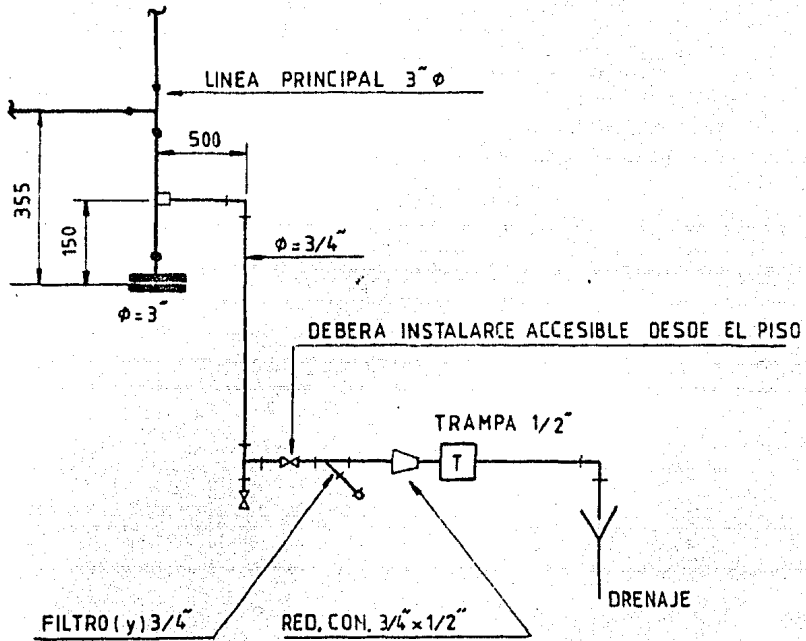 LINEA PRINCIPAL 3" ϕ
500
355
150
ϕ = 3/4"
ϕ = 3"
DEBERA INSTALARCE ACCESIBLE DESDE EL PISO
TRAMPA 1/2"
T
DRENAJE
FILTRO (y) 3/4"
RED, CON, 3/4" x 1/2"